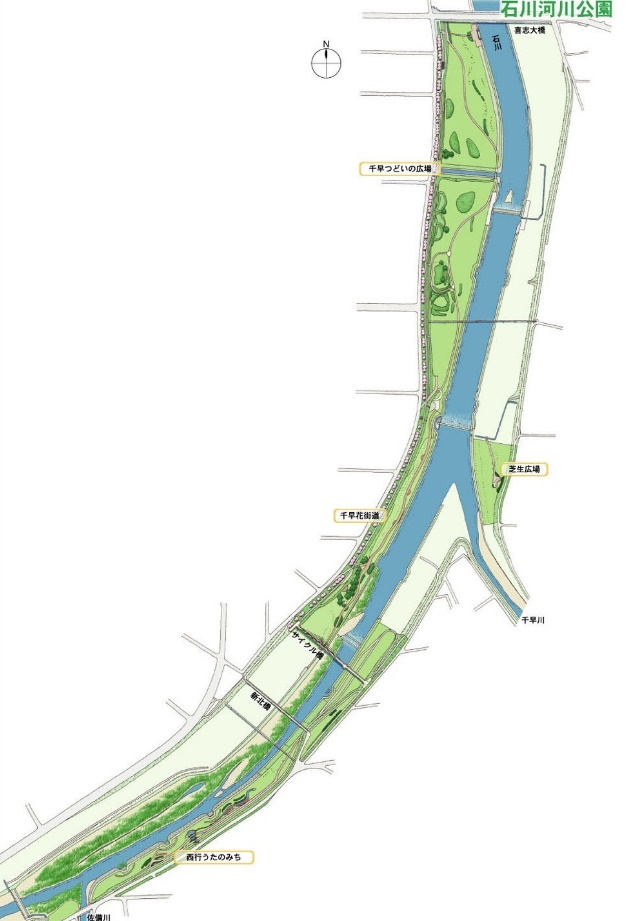 石川河川公園
喜志大橋
石川
N
千早つどいの広場
芝生広場
千早花街道
千早川
サイクル橋
新北橋
西行うたのみち
佐備川